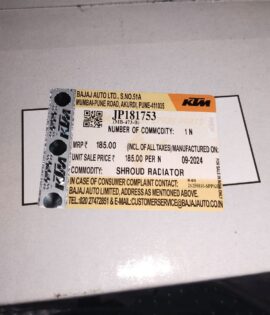 BAJAJ AUTO LTD., S.NO.51A
MUMBAI-PUNE ROAD, AKURDI, PUNE-411035
KTM
JP181753
NUMBER OF COMMODITY: 1 N
MRP ₹ 185.00 (INCL.OF ALL TAXES) MANUFACTURED ON:
UNIT SALE PRICE ₹ 185.00 PER N 09-2024
COMMODITY: SHROUD RADIATOR
IN CASE OF CONSUMER COMPLAINT CONTACT:
BAJAJ AUTO LIMITED, ADDRESS AS MENTIONED ABOVE.
TEL: 020 27472851 & E-MAIL:CUSTOMERSERVICE@BAJAJAUTO.CO.IN
KTM
KTM